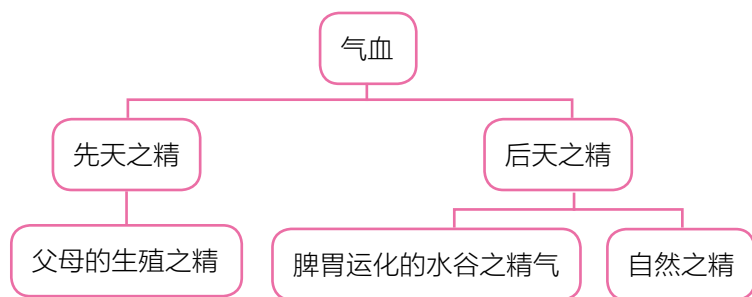 气血
先天之精
后天之精
父母的生殖之精
脾胃运化的水谷之精气
自然之精